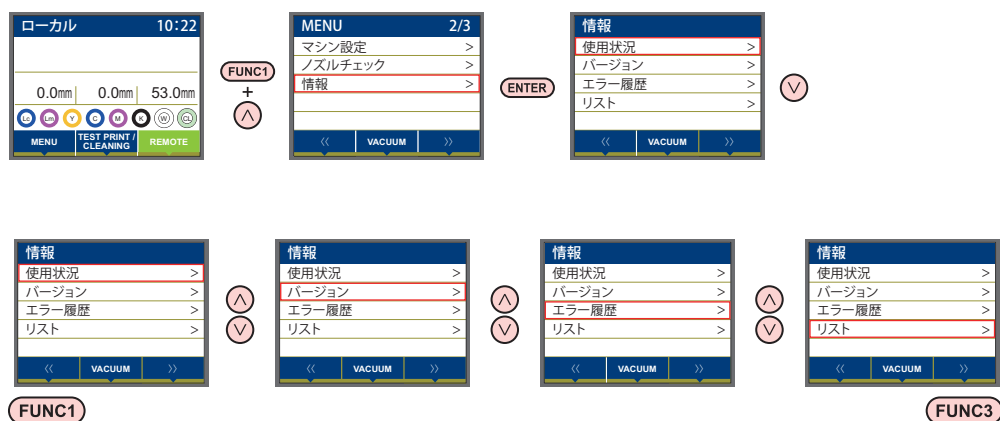 ローカル 10:22
0.0mm 0.0mm 53.0mm
Lc Lm Y C M K W CL
MENU TEST PRINT / CLEANING REMOTE
FUNC1
+
MENU 2/3
マシン設定 >
ノズルチェック >
情報 >
<< VACUUM >>
ENTER
情報
使用状況 >
バージョン >
エラー履歴 >
リスト >
<< VACUUM >>
情報
使用状況 >
バージョン >
エラー履歴 >
リスト >
<< VACUUM >>
FUNC1
情報
使用状況 >
バージョン >
エラー履歴 >
リスト >
<< VACUUM >>
情報
使用状況 >
バージョン >
エラー履歴 >
リスト >
<< VACUUM >>
情報
使用状況 >
バージョン >
エラー履歴 >
リスト >
<< VACUUM >>
FUNC3